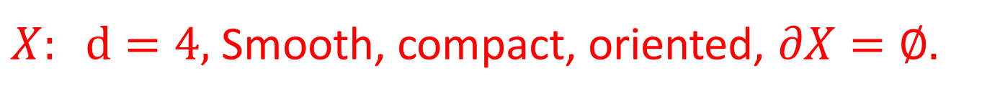 X: d = 4, Smooth, compact, oriented, ∂X = ∅.